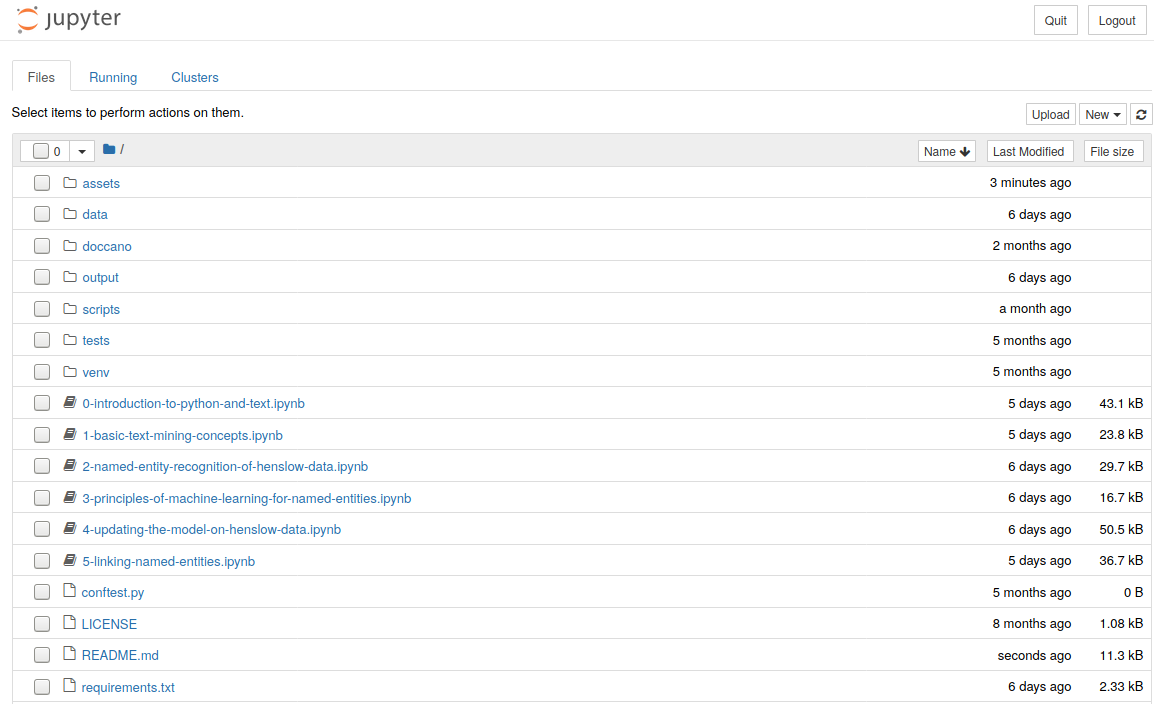 jupyter Quit Logout
Files Running Clusters
Select items to perform actions on them. Upload New
0 / Name Last Modified File size
assets 3 minutes ago
data 6 days ago
doccano 2 months ago
output 6 days ago
scripts a month ago
tests 5 months ago
venv 5 months ago
0-introduction-to-python-and-text.ipynb 5 days ago 43.1 kB
1-basic-text-mining-concepts.ipynb 5 days ago 23.8 kB
2-named-entity-recognition-of-henslow-data.ipynb 6 days ago 29.7 kB
3-principles-of-machine-learning-for-named-entities.ipynb 6 days ago 16.7 kB
4-updating-the-model-on-henslow-data.ipynb 6 days ago 50.5 kB
5-linking-named-entities.ipynb 5 days ago 36.7 kB
conftest.py 5 months ago 0 B
LICENSE 8 months ago 1.08 kB
README.md seconds ago 11.3 kB
requirements.txt 6 days ago 2.33 kB